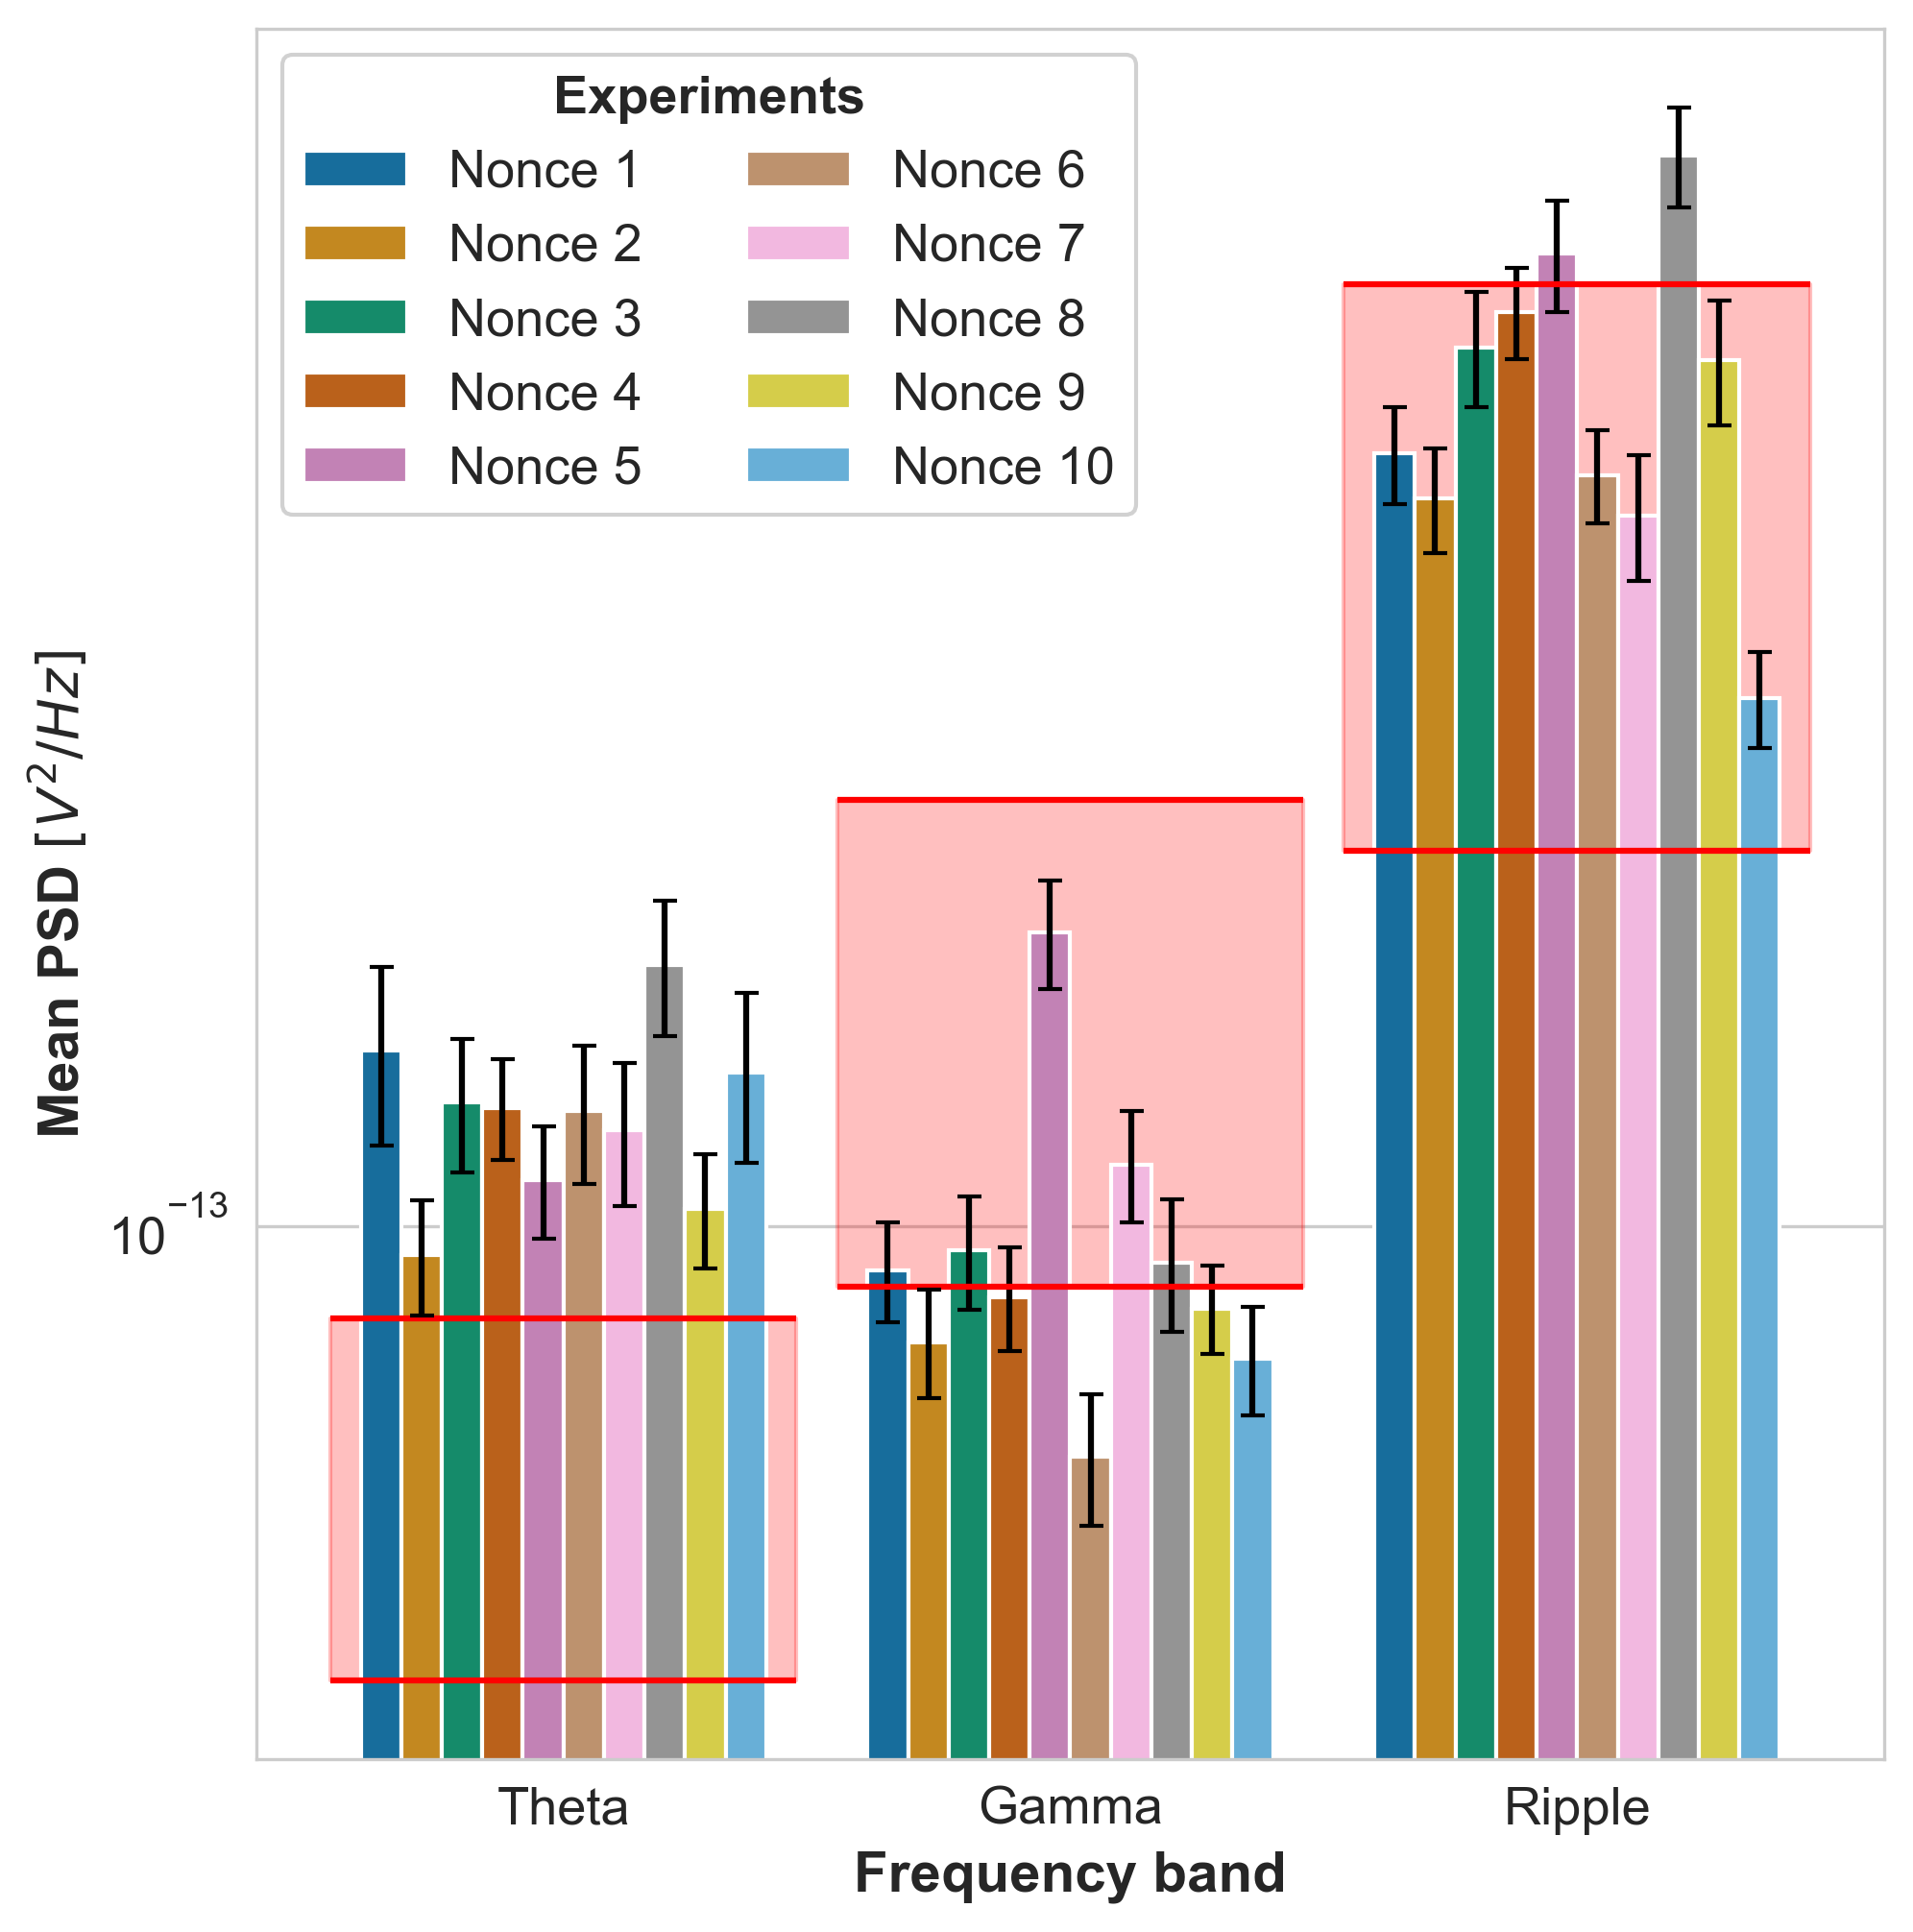 Experiments
Nonce 1
Nonce 2
Nonce 3
Nonce 4
Nonce 5
Nonce 6
Nonce 7
Nonce 8
Nonce 9
Nonce 10
Mean PSD [V²/Hz]
10⁻¹³
Theta Gamma Ripple
Frequency band